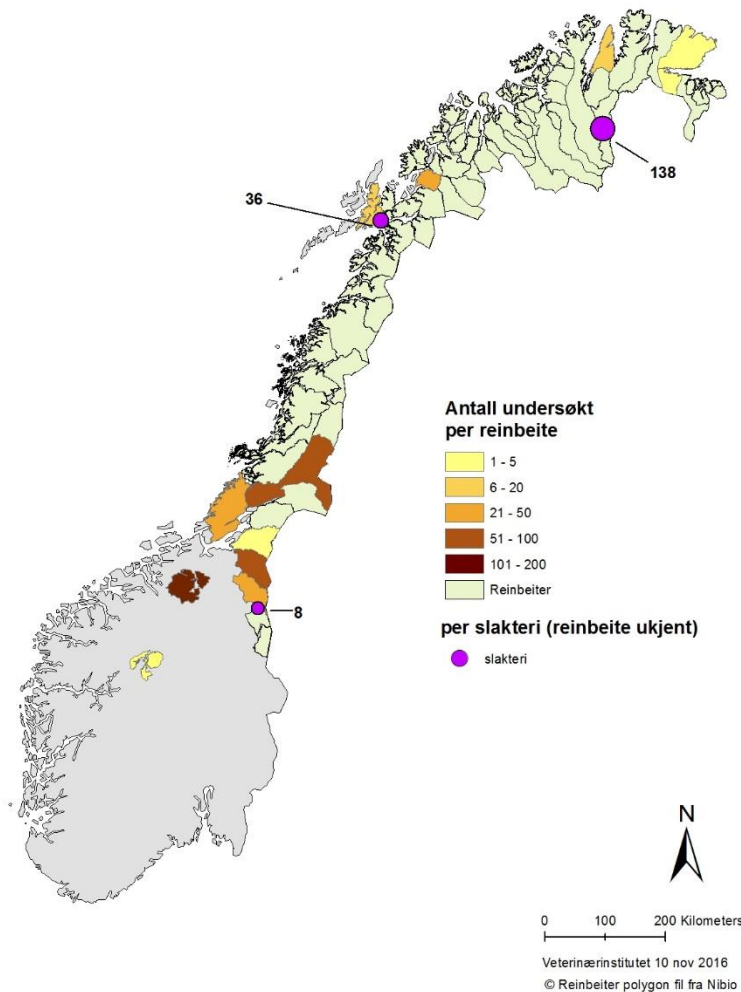 138
36
Antall undersøkt
per reinbeite
1 - 5
6 - 20
21 - 50
51 - 100
101 - 200
Reinbeiter
8
per slakteri (reinbeite ukjent)
slakteri
N
0 100 200 Kilometers
Veterinærinstitutet 10 nov 2016
© Reinbeiter polygon fil fra Nibio